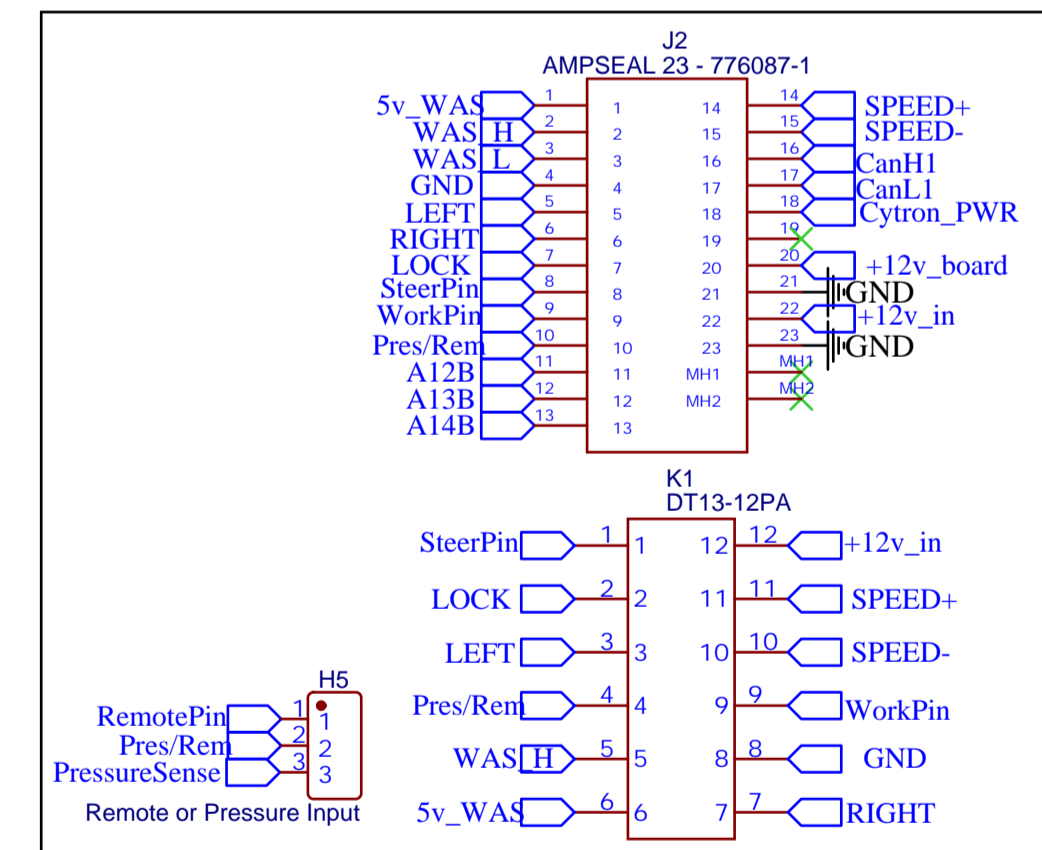 J2
AMPSEAL 23 - 776087-1
5v_WAS 1 1 14 14 SPEED+
WAS_H 2 2 15 15 SPEED-
WAS_L 3 3 16 16 CanH1
GND 4 4 17 17 CanL1
LEFT 5 5 18 18 Cytron_PWR
RIGHT 6 6 19 19
LOCK 7 7 20 20 +12v_board
SteerPin 8 8 21 21 GND
WorkPin 9 9 22 22 +12v_in
Pres/Rem 10 10 23 23 GND
A12B 11 11 MH1 MH1
A13B 12 12 MH2 MH2
A14B 13 13
K1
DT13-12PA
SteerPin 1 1 12 12 +12v_in
LOCK 2 2 11 11 SPEED+
LEFT 3 3 10 10 SPEED-
Pres/Rem 4 4 9 9 WorkPin
WAS_H 5 5 8 8 GND
5v_WAS 6 6 7 7 RIGHT
H5
RemotePin 1 1
Pres/Rem 2 2
PressureSense 3 3
Remote or Pressure Input